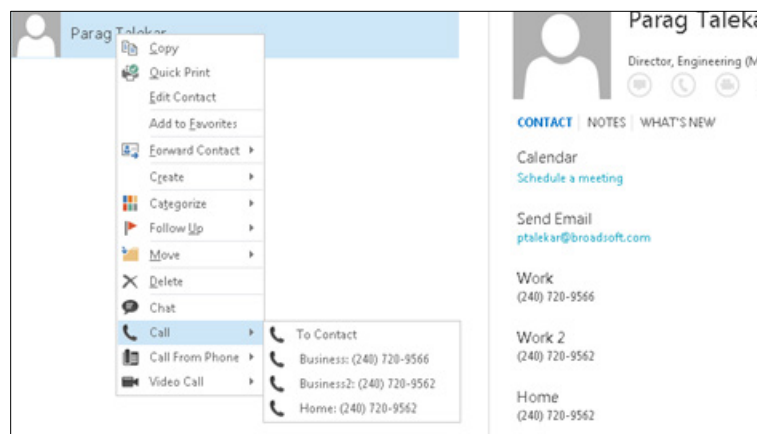 Parag Talekar
Copy
Quick Print
Edit Contact
Add to Favorites
Forward Contact
Create
Categorize
Follow Up
Move
Delete
Chat
Call
Call From Phone
Video Call
To Contact
Business: (240) 720-9566
Business2: (240) 720-9562
Home: (240) 720-9562
Parag Taleka
Director, Engineering (M
CONTACT | NOTES | WHAT'S NEW
Calendar
Schedule a meeting
Send Email
ptalekar@broadsoft.com
Work
(240) 720-9566
Work 2
(240) 720-9562
Home
(240) 720-9562